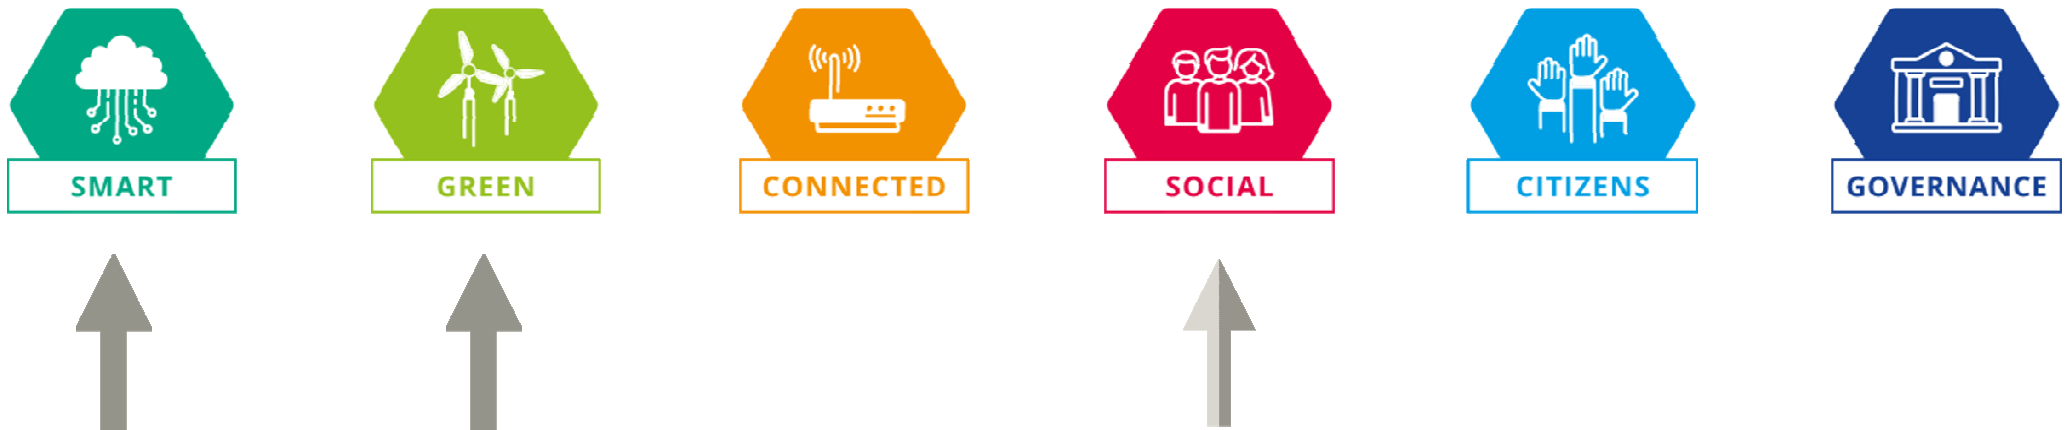 SMART
GREEN
CONNECTED
SOCIAL
CITIZENS
GOVERNANCE